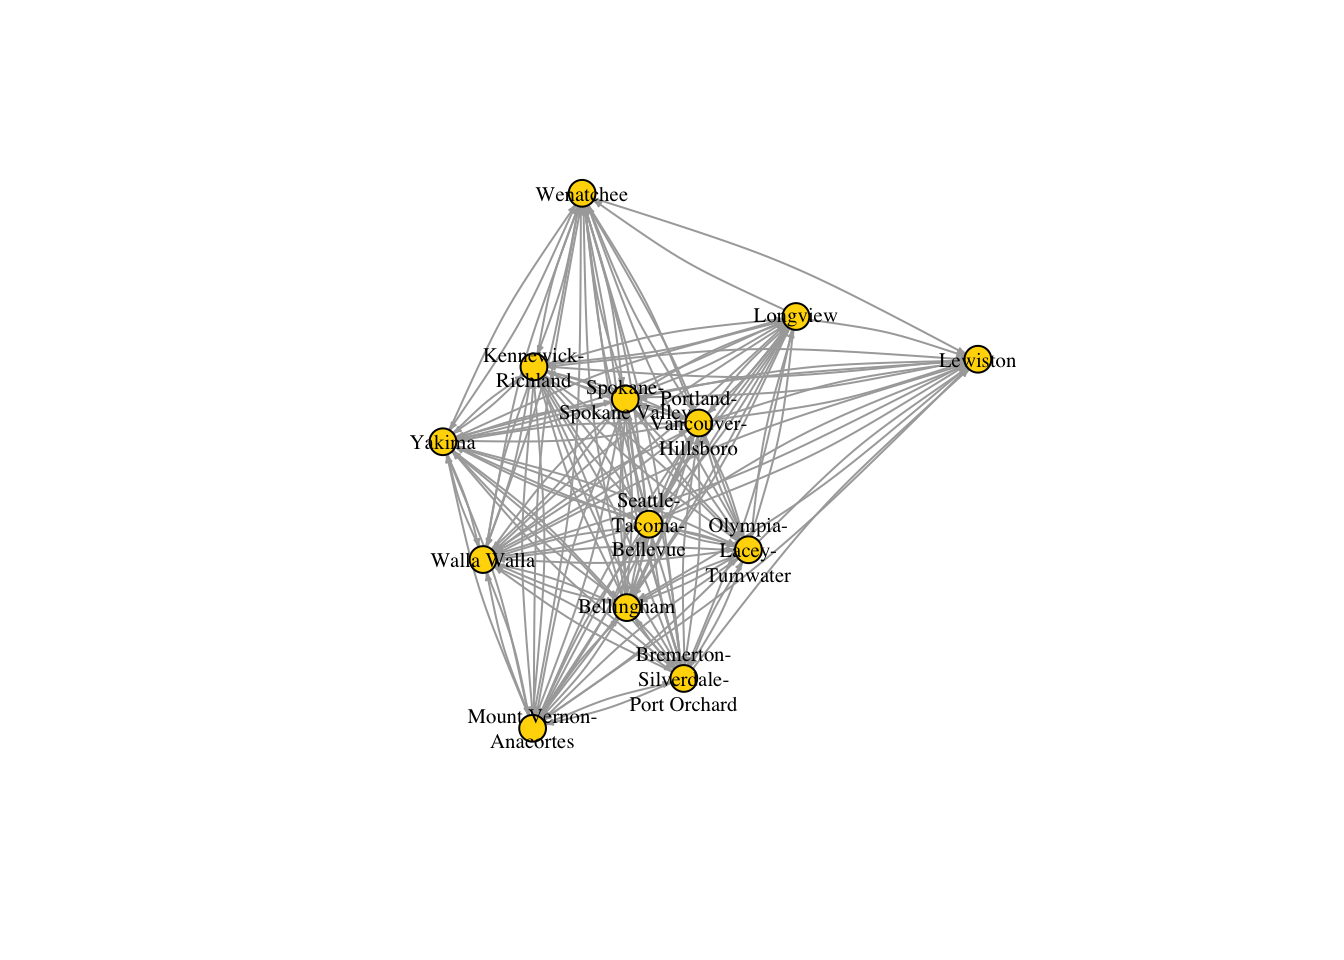 Wenatchee
Longview
Kennewick-
Richland
Lewiston
Spokane-
Spokane Valley
Portland-
Vancouver-
Hillsboro
Yakima
Seattle-
Tacoma-
Bellevue
Olympia-
Lacey-
Tumwater
Walla Walla
Bellingham
Bremerton-
Silverdale-
Port Orchard
Mount Vernon-
Anacortes